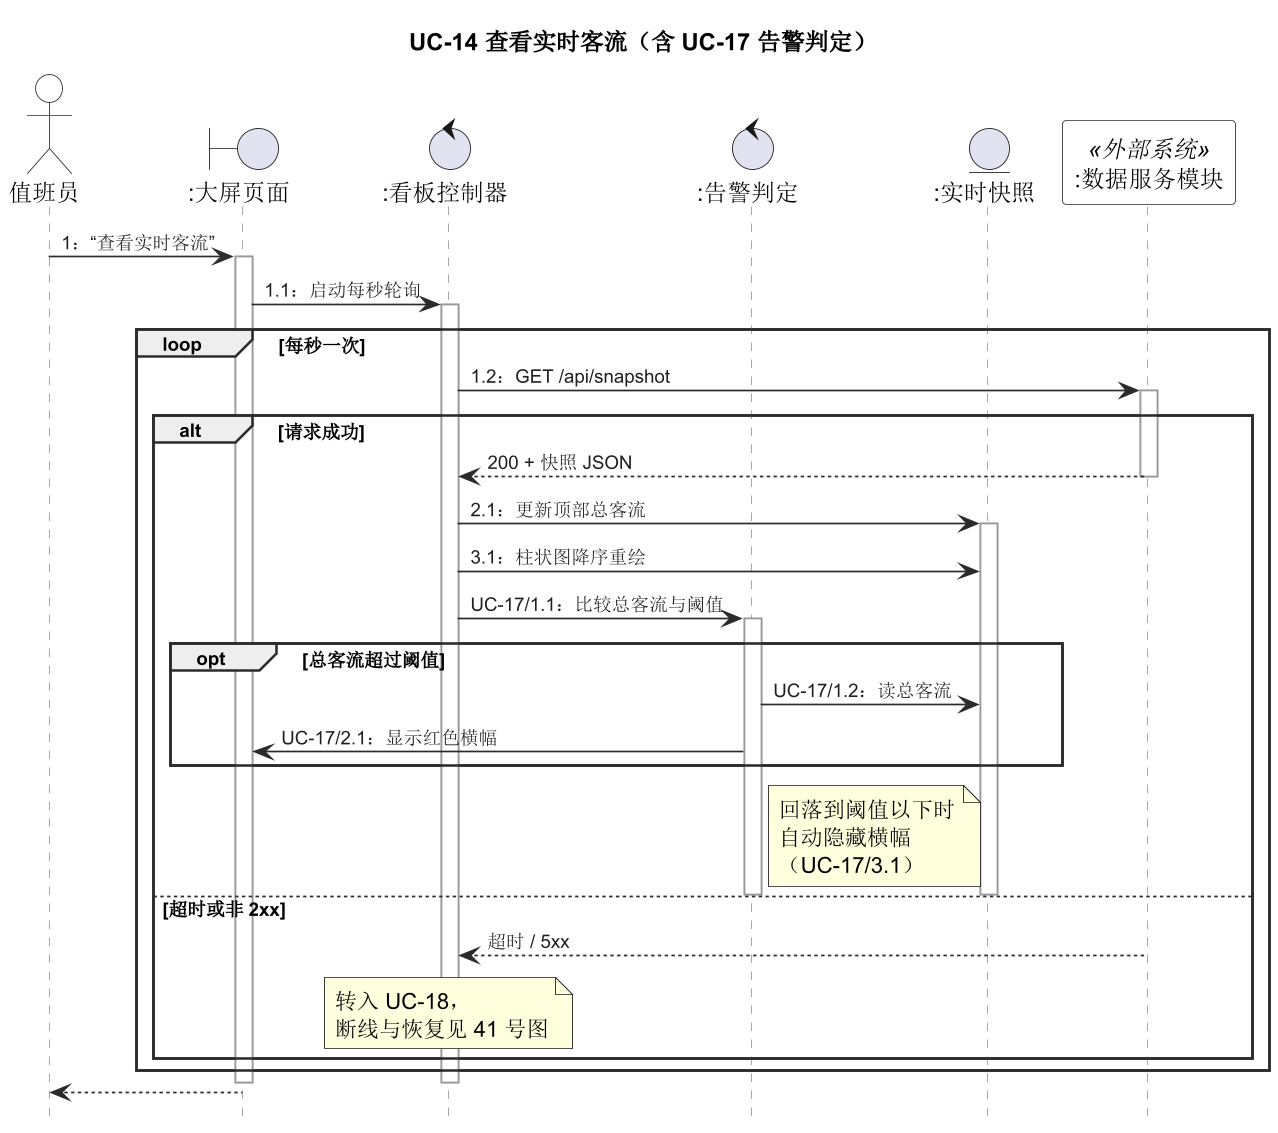 UC-14 查看实时客流（含 UC-17 告警判定）
值班员
:大屏页面
:看板控制器
:告警判定
:实时快照
«外部系统»
:数据服务模块
1：“查看实时客流”
1.1：启动每秒轮询
loop
[每秒一次]
1.2：GET /api/snapshot
alt
[请求成功]
200 + 快照 JSON
2.1：更新顶部总客流
3.1：柱状图降序重绘
UC-17/1.1：比较总客流与阈值
opt
[总客流超过阈值]
UC-17/1.2：读总客流
UC-17/2.1：显示红色横幅
回落到阈值以下时
自动隐藏横幅
（UC-17/3.1）
[超时或非 2xx]
超时 / 5xx
转入 UC-18，
断线与恢复见 41 号图